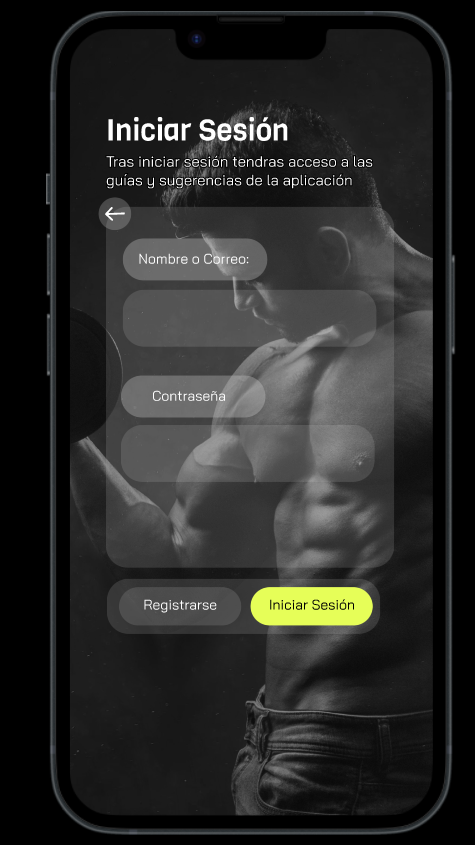 Iniciar Sesión
Tras iniciar sesión tendras acceso a las
guías y sugerencias de la aplicación
Nombre o Correo:
Contraseña
Registrarse
Iniciar Sesión